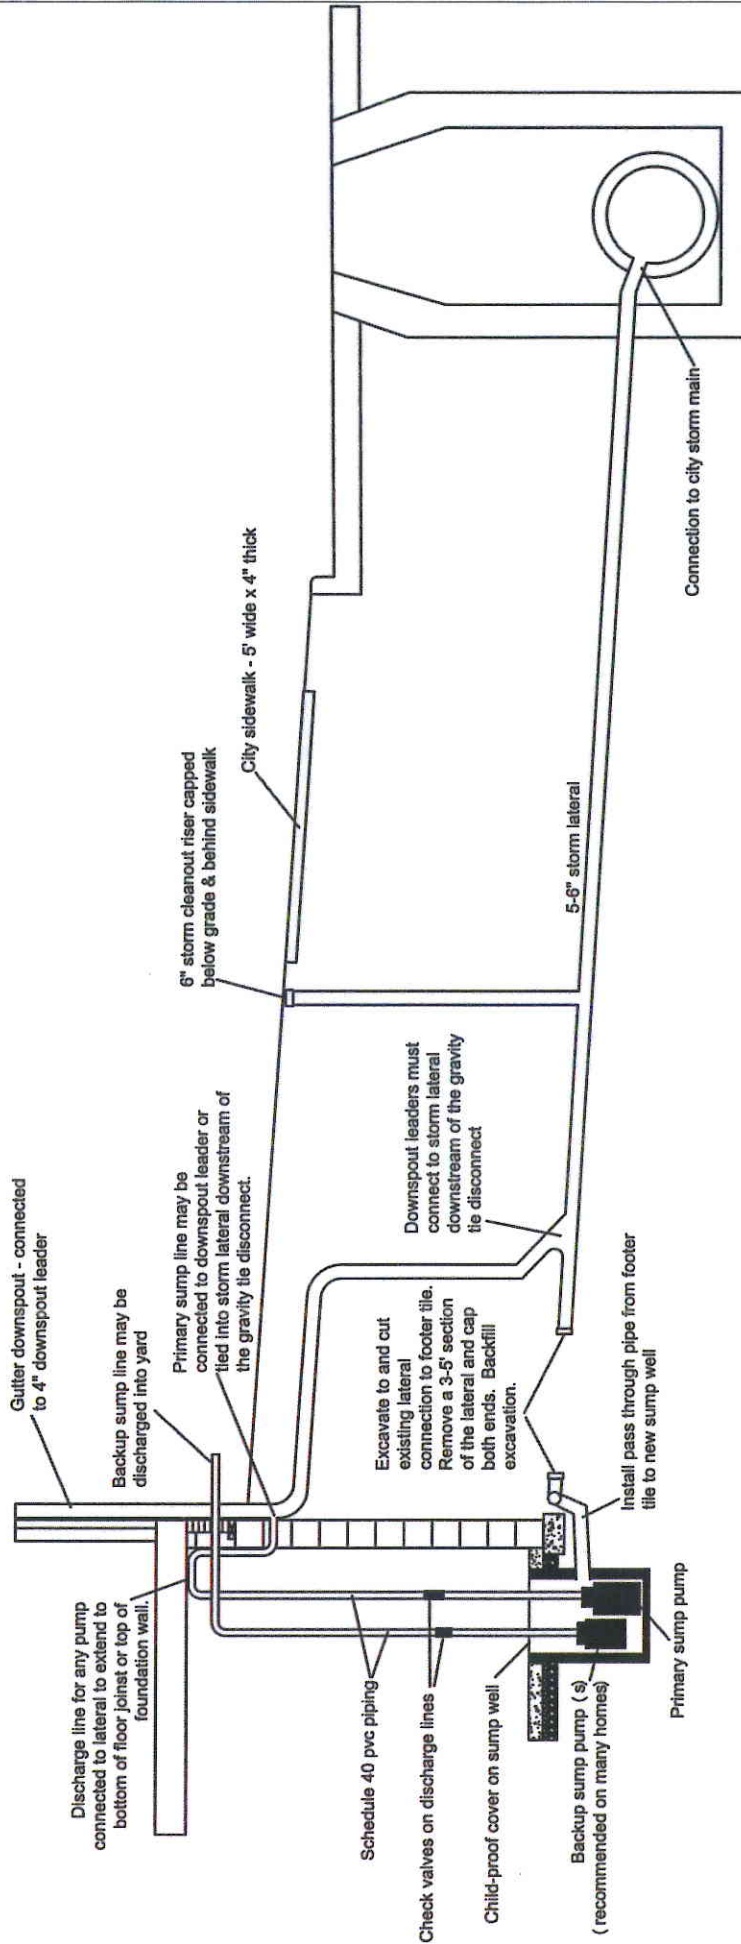 Gutter downspout - connected
to 4" downspout leader
Backup sump line may be
discharged into yard
Discharge line for any pump
connected to lateral to extend to
bottom of floor joinst or top of
foundation wall.
Primary sump line may be
connected to downspout leader or
tied into storm lateral downstream of
the gravity tie disconnect.
6" storm cleanout riser capped
below grade & behind sidewalk
City sidewalk - 5' wide x 4" thick
Schedule 40 pvc piping
Check valves on discharge lines
Child-proof cover on sump well
Backup sump pump (s)
(recommended on many homes)
Primary sump pump
Excavate to and cut
existing lateral
connection to footer tile.
Remove a 3-5' section
of the lateral and cap
both ends. Backfill
excavation.
Install pass through pipe from footer
tile to new sump well
Downspout leaders must
connect to storm lateral
downstream of the gravity
tie disconnect
5-6" storm lateral
Connection to city storm main